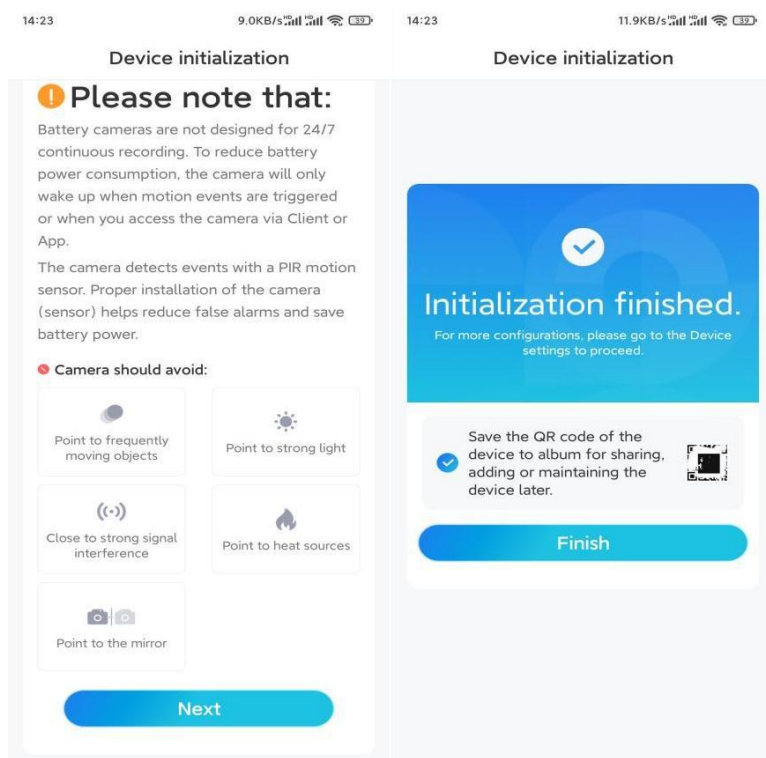 14:23
9.0KB/s HD HD 39
Device initialization
Please note that:
Battery cameras are not designed for 24/7
continuous recording. To reduce battery
power consumption, the camera will only
wake up when motion events are triggered
or when you access the camera via Client or
App.
The camera detects events with a PIR motion
sensor. Proper installation of the camera
(sensor) helps reduce false alarms and save
battery power.
Camera should avoid:
Point to frequently
moving objects
Point to strong light
Close to strong signal
interference
Point to heat sources
Point to the mirror
Next
14:23
11.9KB/s HD HD 39
Device initialization
Initialization finished.
For more configurations, please go to the Device
settings to proceed.
Save the QR code of the
device to album for sharing,
adding or maintaining the
device later.
Finish